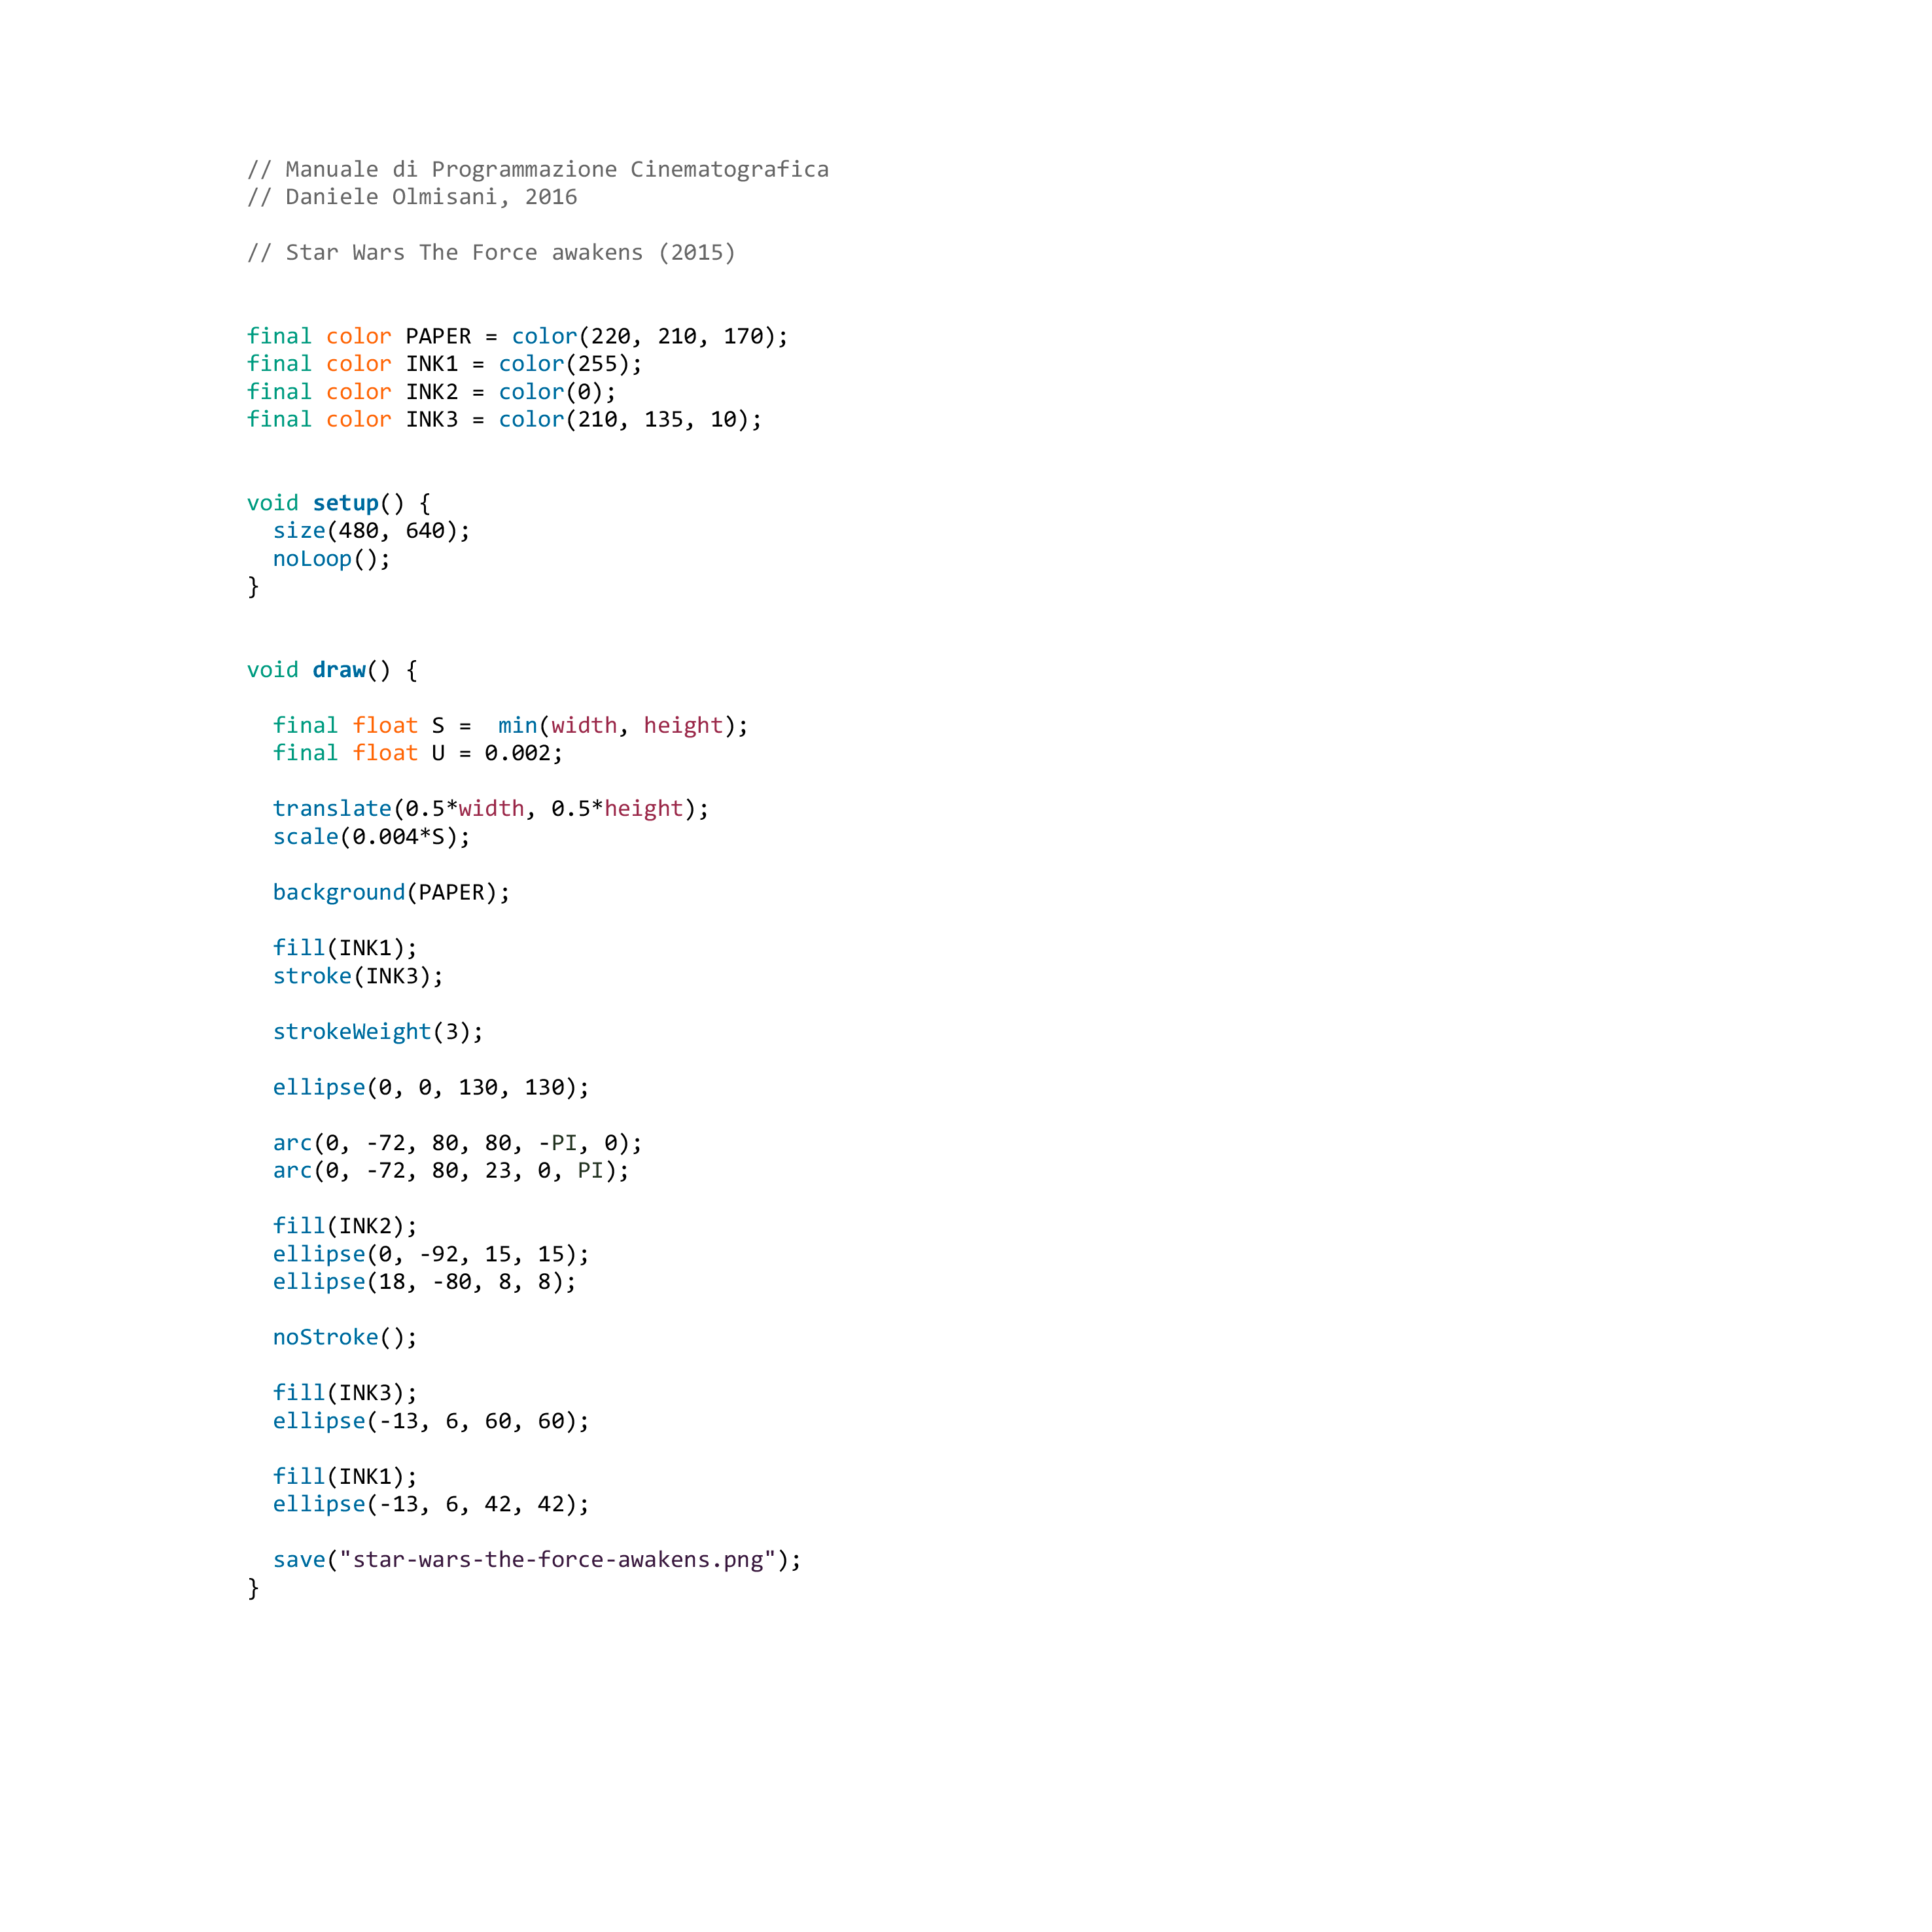 // Manuale di Programmazione Cinematografica
// Daniele Olmisani, 2016

// Star Wars The Force awakens (2015)


final color PAPER = color(220, 210, 170);
final color INK1 = color(255);
final color INK2 = color(0);
final color INK3 = color(210, 135, 10);


void setup() {
  size(480, 640);
  noLoop();
}


void draw() {

  final float S =  min(width, height);
  final float U = 0.002;

  translate(0.5*width, 0.5*height);
  scale(0.004*S);

  background(PAPER);

  fill(INK1);
  stroke(INK3);

  strokeWeight(3);

  ellipse(0, 0, 130, 130);

  arc(0, -72, 80, 80, -PI, 0);
  arc(0, -72, 80, 23, 0, PI);

  fill(INK2);
  ellipse(0, -92, 15, 15);
  ellipse(18, -80, 8, 8);

  noStroke();

  fill(INK3);
  ellipse(-13, 6, 60, 60);

  fill(INK1);
  ellipse(-13, 6, 42, 42);

  save("star-wars-the-force-awakens.png");
}